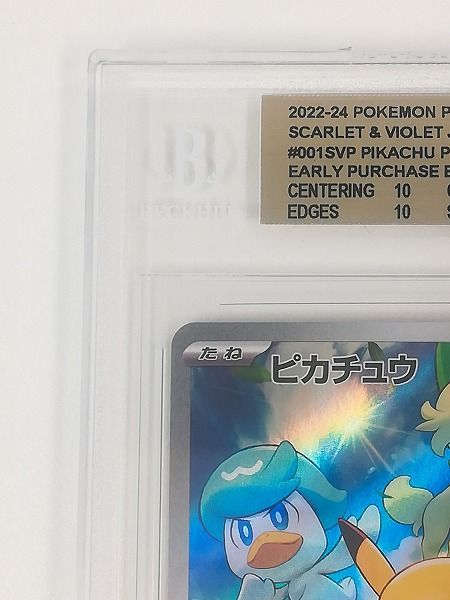 2022-24 POKEMON P
SCARLET & VIOLET J
#001SVP PIKACHU P
EARLY PURCHASE B
CENTERING 10
EDGES 10 S
B
BECKETT
たね ピカチュウ